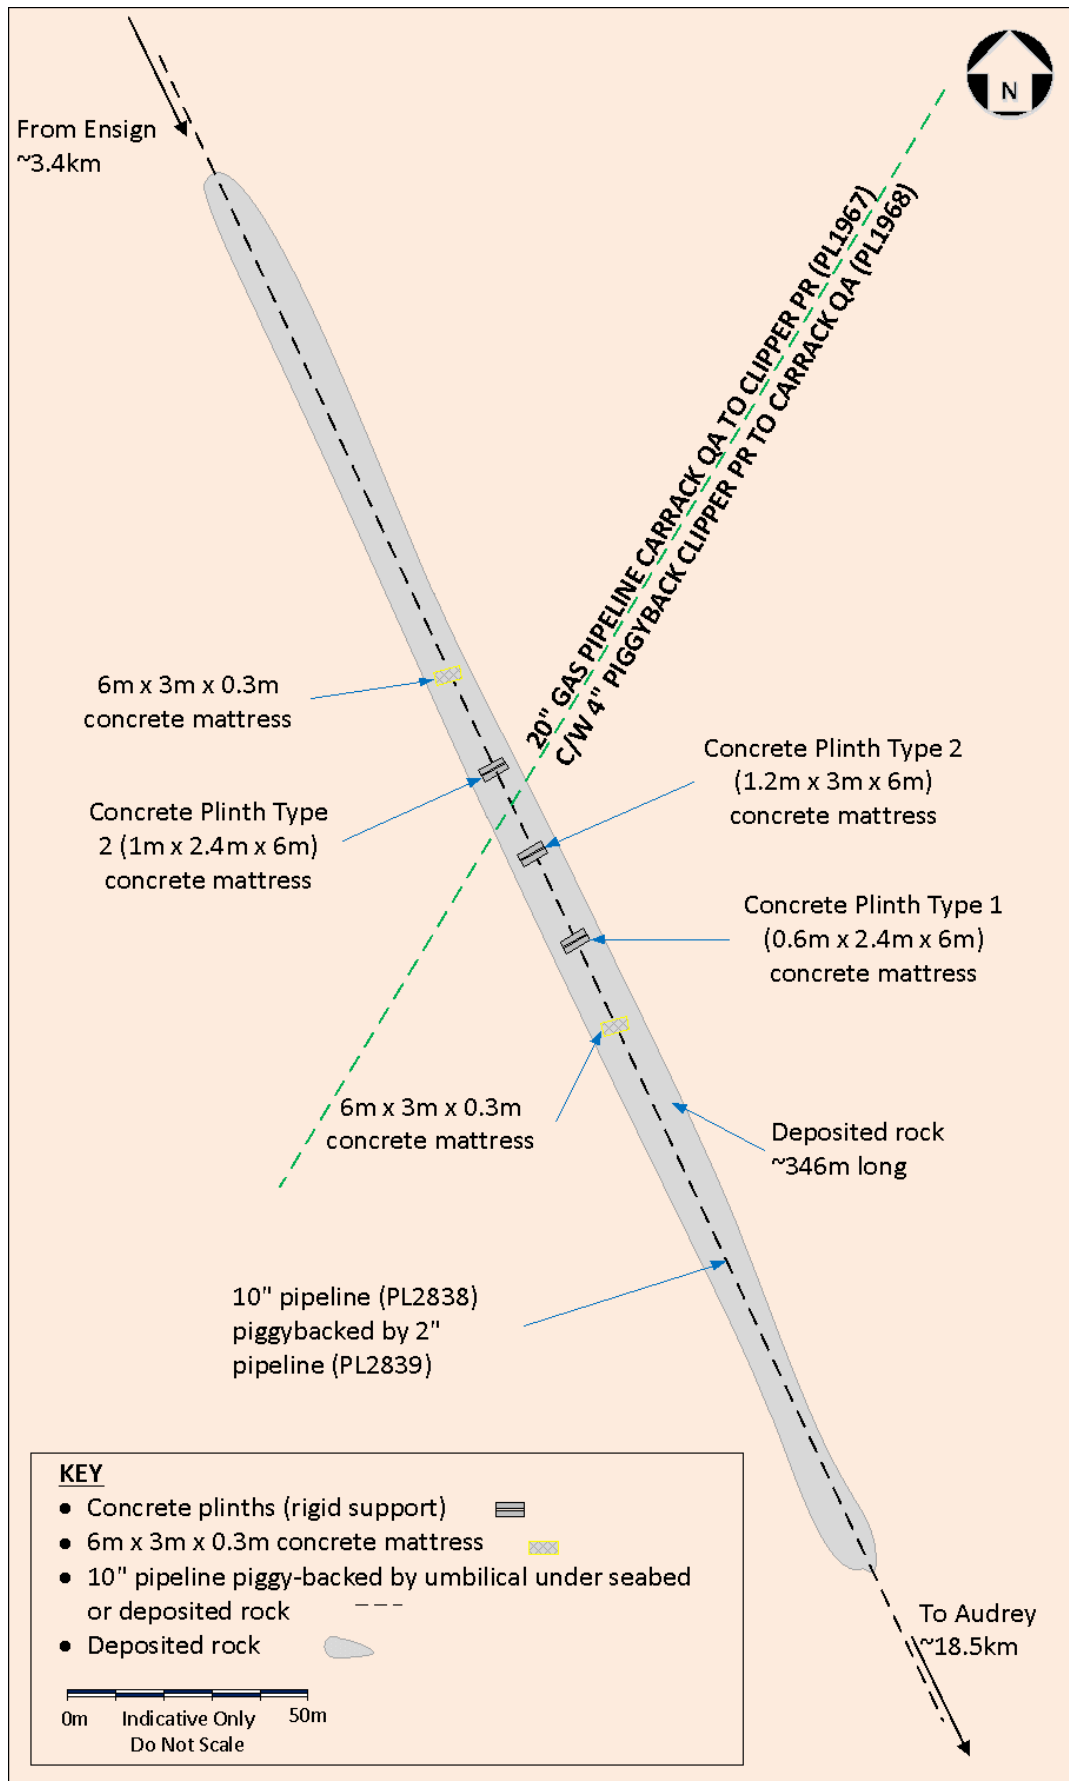 N
From Ensign
~3.4km
20" GAS PIPELINE CARRACK QA TO CLIPPER PR (PL1967)
C/W 4" PIGGYBACK CLIPPER PR TO CARRACK QA (PL1968)
6m x 3m x 0.3m
concrete mattress
Concrete Plinth Type 2
(1.2m x 3m x 6m)
concrete mattress
Concrete Plinth Type
2 (1m x 2.4m x 6m)
concrete mattress
Concrete Plinth Type 1
(0.6m x 2.4m x 6m)
concrete mattress
6m x 3m x 0.3m
concrete mattress
Deposited rock
~346m long
10" pipeline (PL2838)
piggybacked by 2"
pipeline (PL2839)
KEY
• Concrete plinths (rigid support)
• 6m x 3m x 0.3m concrete mattress
• 10" pipeline piggy-backed by umbilical under seabed
or deposited rock
• Deposited rock
0m Indicative Only 50m
Do Not Scale
To Audrey
~18.5km